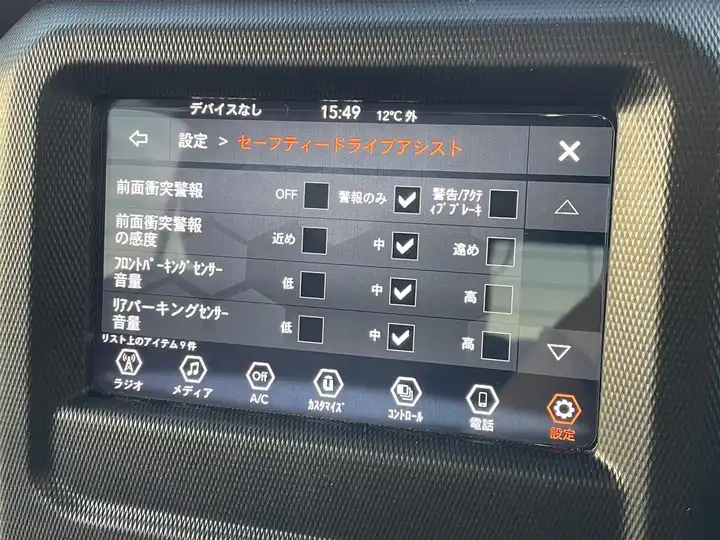 デバイスなし 15:49 12°C 外
設定 > セーフティードライブアシスト
前面衝突警報 OFF 警報のみ 警告/アクテ
ィブブレーキ
前面衝突警報
の感度 近め 中 遠め
フロントパーキングセンサー
音量 低 中 高
リアパーキングセンサー
音量 低 中 高
リスト上のアイテム 9 件
ラジオ メディア Off A/C カスタマイズ コントロール 電話 設定